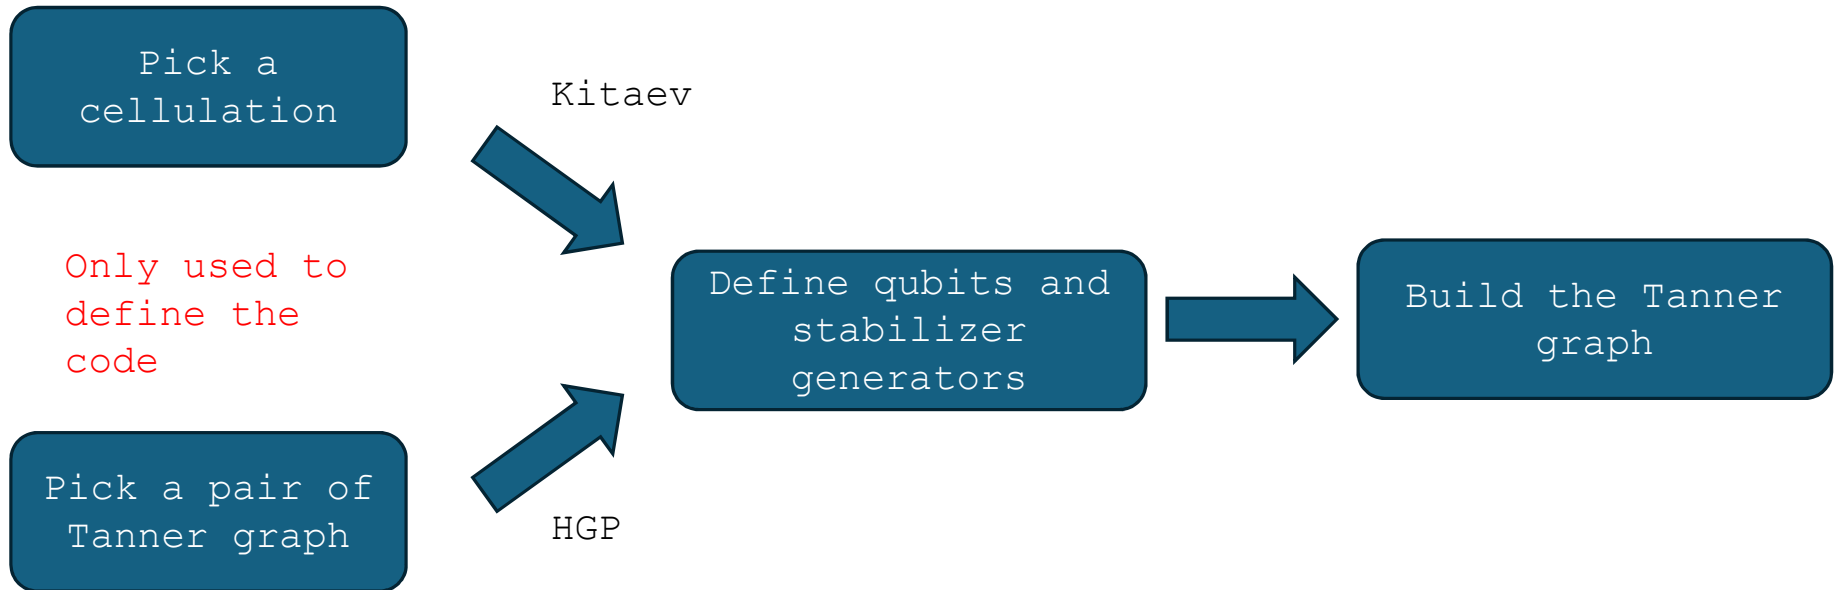 Pick a
cellulation
Kitaev
Only used to
define the
code
Define qubits and
stabilizer
generators
Build the Tanner
graph
Pick a pair of
Tanner graph
HGP